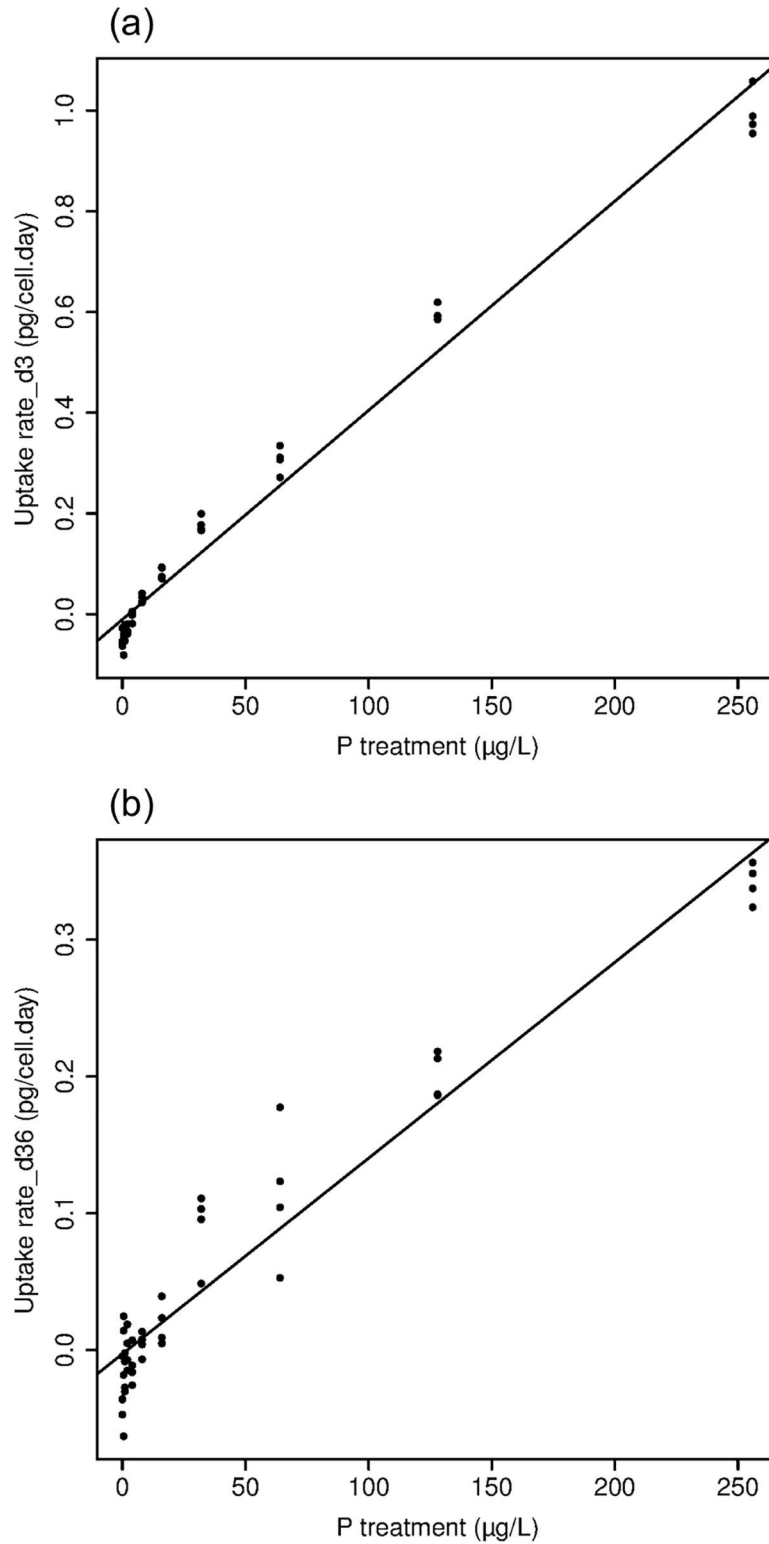 (a)
Uptake rate_d3 (pg/cell.day)
1.0
0.8
0.6
0.4
0.2
0.0
0 50 100 150 200 250
P treatment (µg/L)
(b)
Uptake rate_d36 (pg/cell.day)
0.3
0.2
0.1
0.0
0 50 100 150 200 250
P treatment (µg/L)